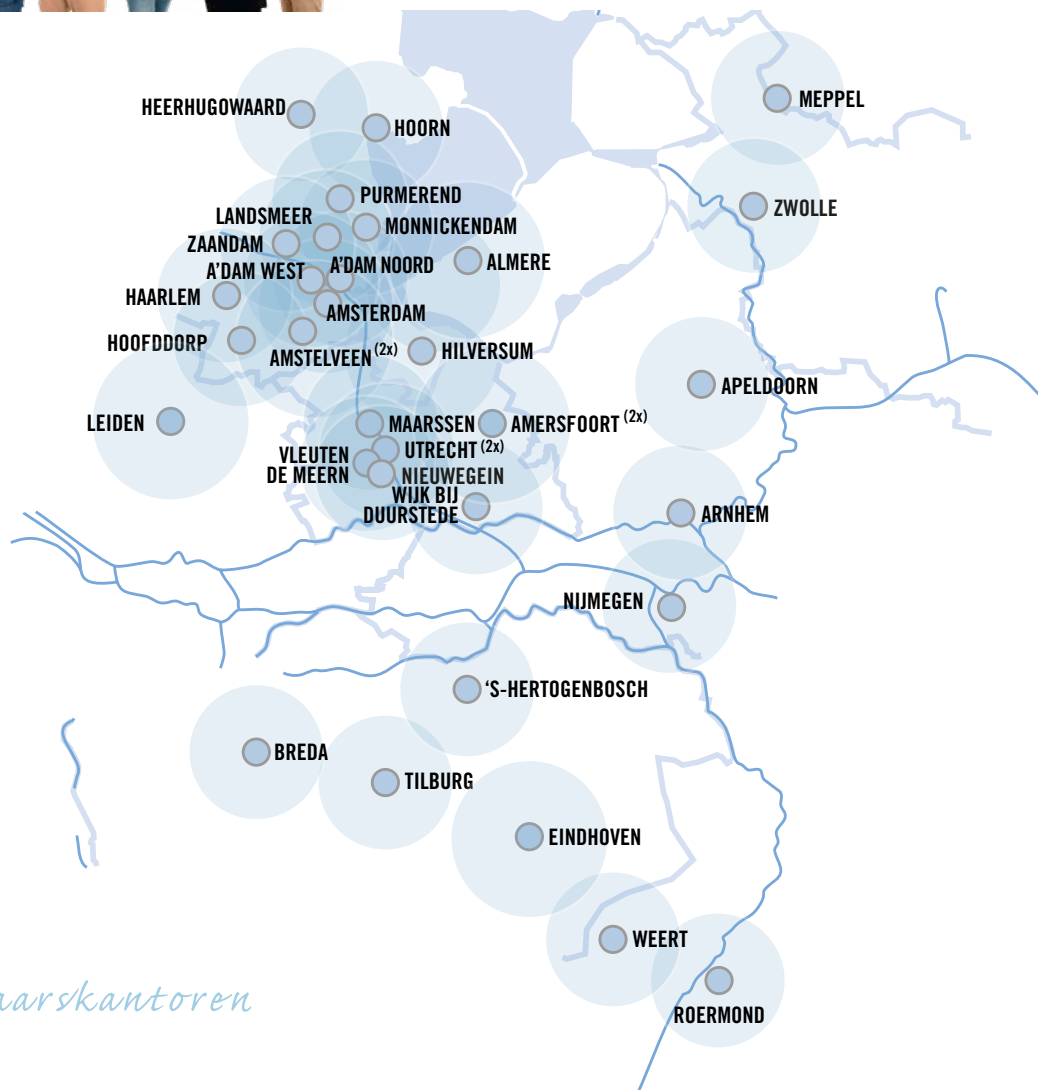 HEERHUGOWAARD
HOORN
MEPPEL
PURMEREND
ZWOLLE
LANDSMEER
MONNICKENDAM
ZAANDAM
A'DAM WEST
A'DAM NOORD
ALMERE
HAARLEM
AMSTERDAM
HOOFDDORP
AMSTELVEEN (2x)
HILVERSUM
APELDOORN
LEIDEN
MAARSSEN
AMERSFOORT (2x)
UTRECHT (2x)
VLEUTEN
DE MEERN
NIEUWEGEIN
WIJK BIJ
DUURSTEDE
ARNHEM
NIJMEGEN
‘S-HERTOGENBOSCH
BREDA
TILBURG
EINDHOVEN
WEERT
aarskantoren
ROERMOND